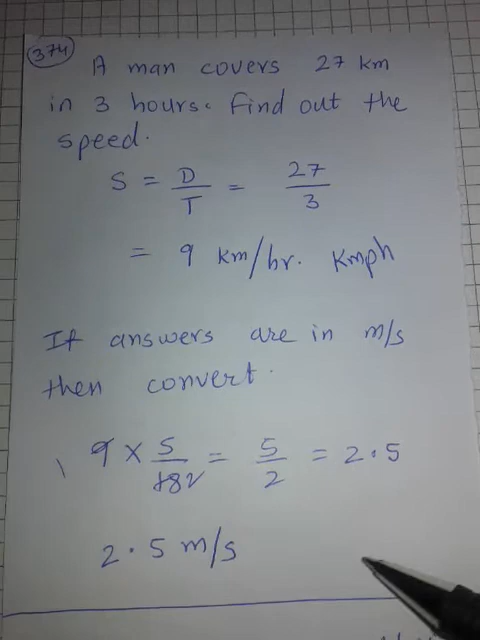 374
A man covers 27 km
in 3 hours. Find out the
speed.
S = D/T = 27/3
= 9 km/hr. Kmph
If answers are in m/s
then convert.
9 × 5/18 2 = 5/2 = 2.5
2.5 m/s